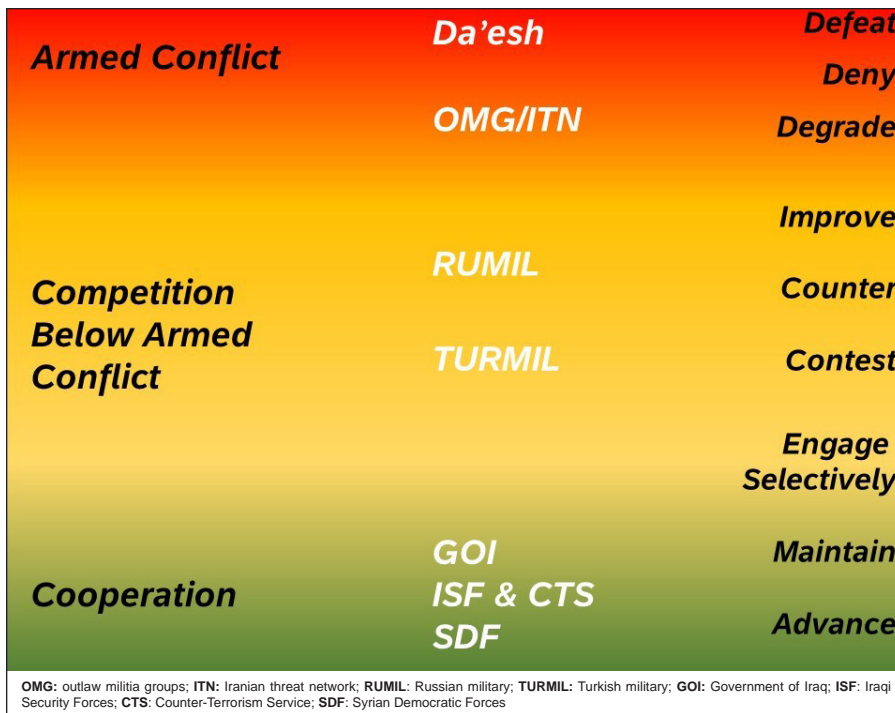 Armed Conflict
Da'esh
Defeat
Deny
OMG/ITN
Degrade
Improve
RUMIL
Counter
Competition
Below Armed
Conflict
TURMIL
Contest
Engage
Selectively
GOI
Maintain
Cooperation
ISF & CTS
SDF
Advance
OMG: outlaw militia groups; ITN: Iranian threat network; RUMIL: Russian military; TURMIL: Turkish military; GOI: Government of Iraq; ISF: Iraqi
Security Forces; CTS: Counter-Terrorism Service; SDF: Syrian Democratic Forces